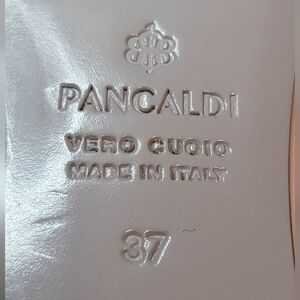 PANCALDI
VERO CUOIO
MADE IN ITALY
37